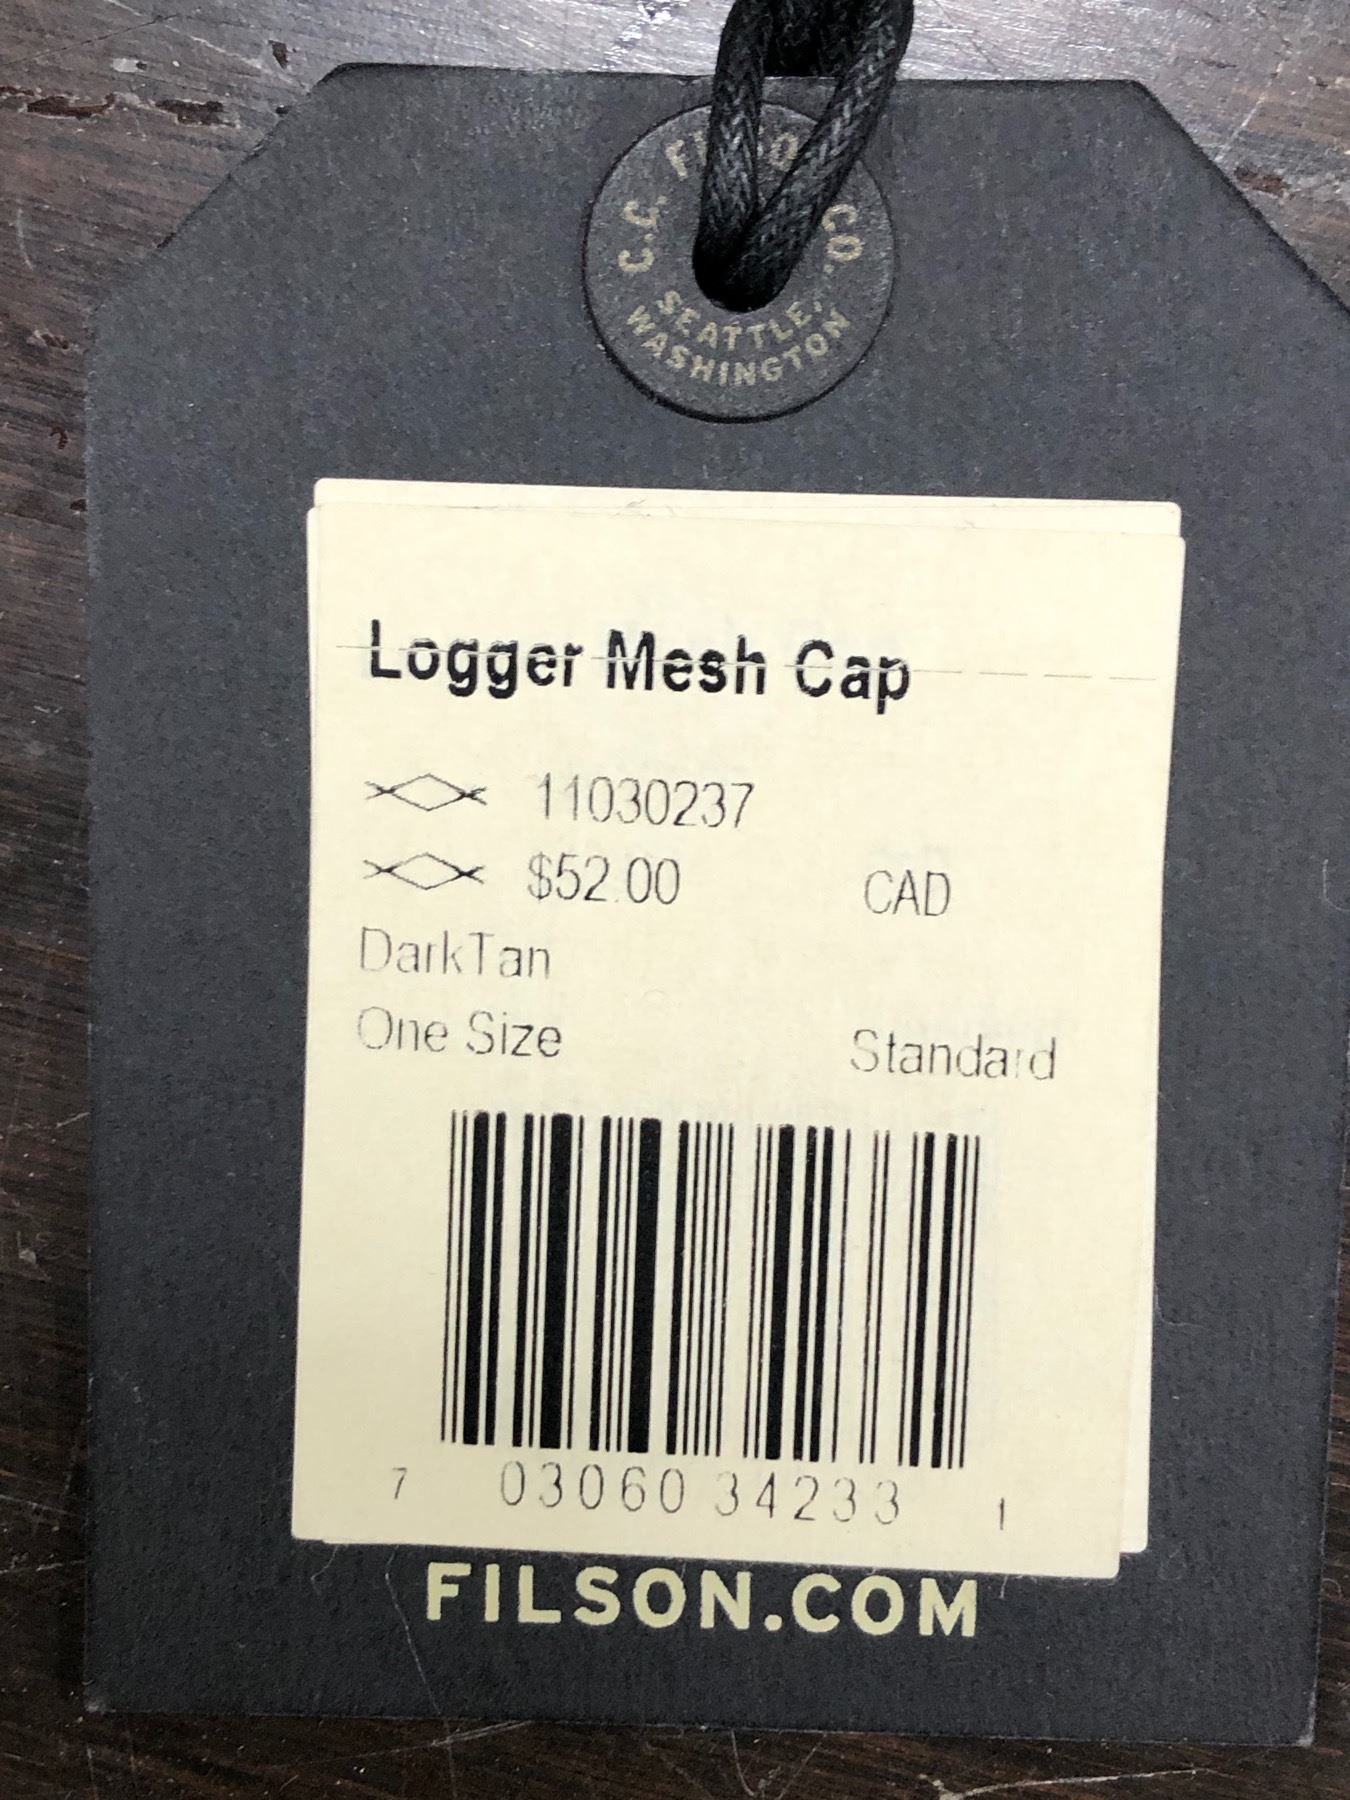 C.C. FILSON CO.
SEATTLE,
WASHINGTON
Logger Mesh Cap
11030237
$52.00 CAD
DarkTan
One Size Standard
7 03060 34233 1
FILSON.COM